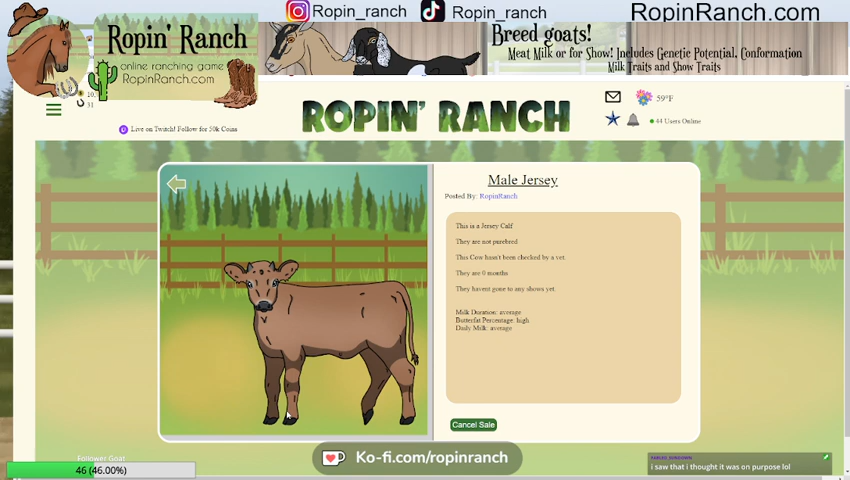 Ropin_ranch
Ropin_ranch
RopinRanch.com
Ropin' Ranch
online ranching game
RopinRanch.com
Breed goats!
Meat Milk or for Show! Includes Genetic Potential, Conformation
Milk Traits and Show Traits
31
Live on Twitch! Follow for 50k Coins
ROPIN' RANCH
59°F
44 Users Online
Male Jersey
Posted By: RopinRanch
This is a Jersey Calf
They are not purebred
This Cow hasn't been checked by a vet.
They are 0 months
They havent gone to any shows yet.
Milk Duration: average
Butterfat Percentage: high
Daily Milk: average
Cancel Sale
Follower Goat
46 (46.00%)
Ko-fi.com/ropinranch
i saw that i thought it was on purpose lol